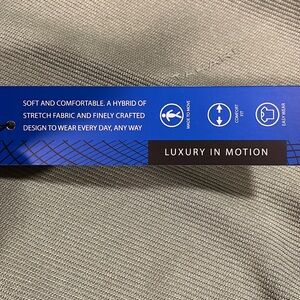 SOFT AND COMFORTABLE. A HYBRID OF
STRETCH FABRIC AND FINELY CRAFTED
DESIGN TO WEAR EVERY DAY, ANY WAY
MADE TO MOVE
COMFORT
FIT
EASY WEAR
LUXURY IN MOTION